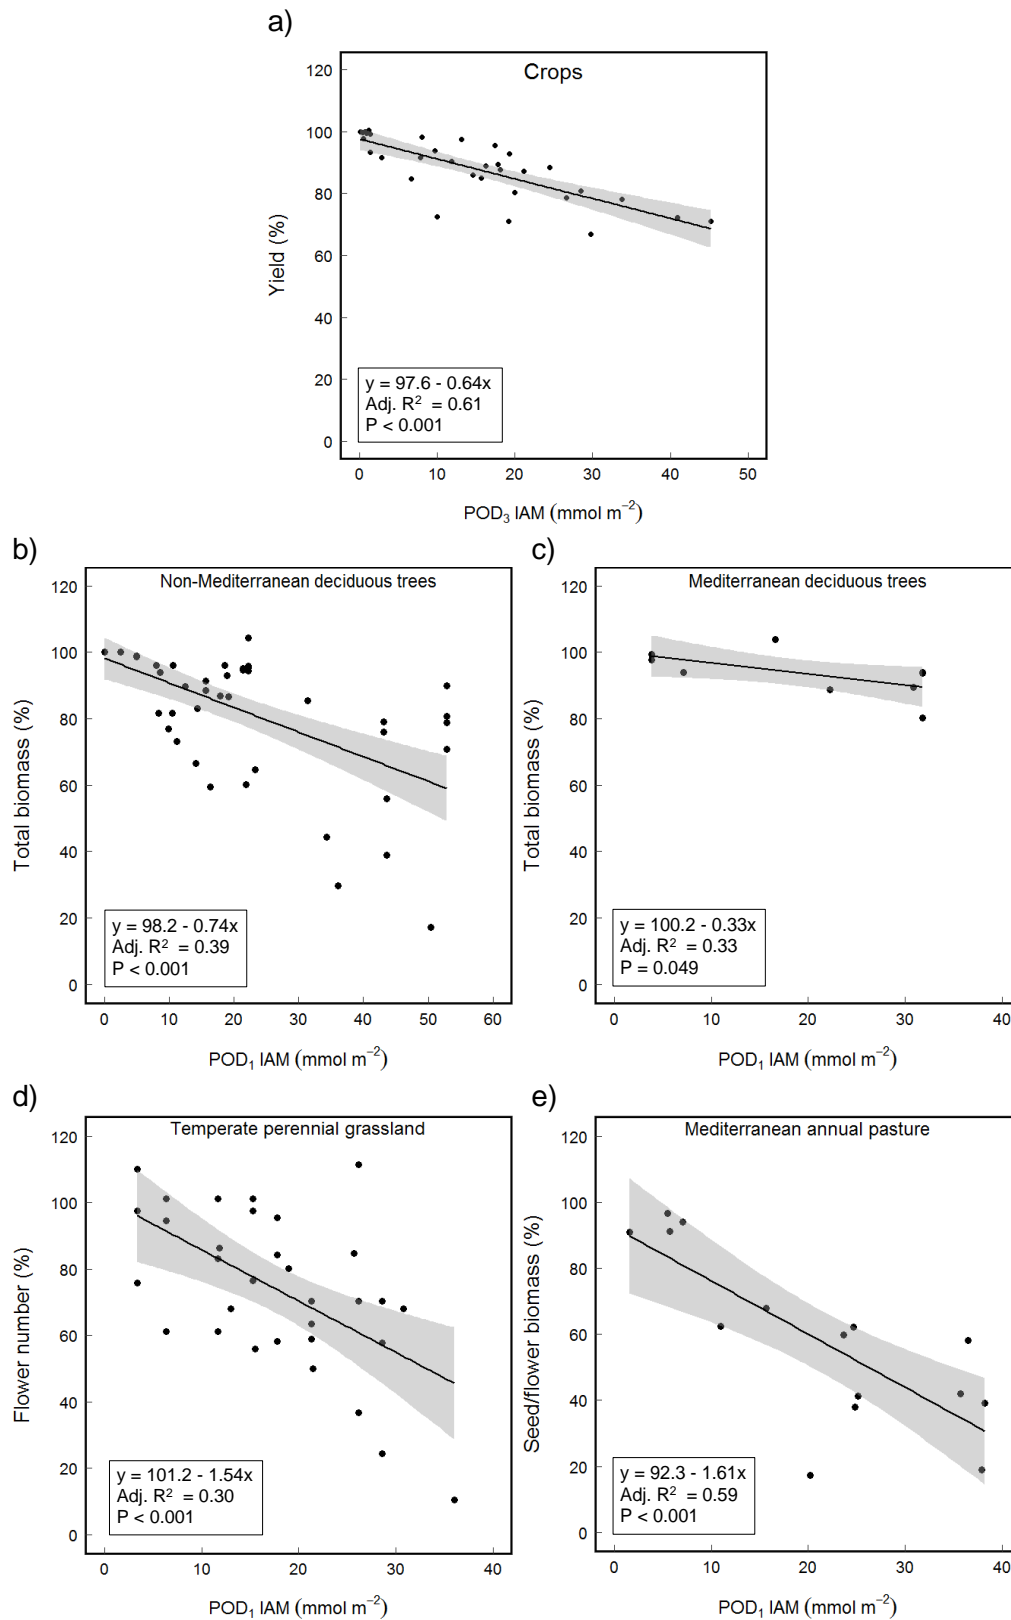 a)
Crops
120
100
80
60
40
20
0
Yield (%)
y = 97.6 - 0.64x
Adj. R² = 0.61
P < 0.001
0 10 20 30 40 50
POD₃ IAM (mmol m⁻²)
b)
Non-Mediterranean deciduous trees
120
100
80
60
40
20
0
Total biomass (%)
y = 98.2 - 0.74x
Adj. R² = 0.39
P < 0.001
0 10 20 30 40 50 60
POD₁ IAM (mmol m⁻²)
c)
Mediterranean deciduous trees
120
100
80
60
40
20
0
Total biomass (%)
y = 100.2 - 0.33x
Adj. R² = 0.33
P = 0.049
0 10 20 30 40
POD₁ IAM (mmol m⁻²)
d)
Temperate perennial grassland
120
100
80
60
40
20
0
Flower number (%)
y = 101.2 - 1.54x
Adj. R² = 0.30
P < 0.001
0 10 20 30 40
POD₁ IAM (mmol m⁻²)
e)
Mediterranean annual pasture
120
100
80
60
40
20
0
Seed/flower biomass (%)
y = 92.3 - 1.61x
Adj. R² = 0.59
P < 0.001
0 10 20 30 40
POD₁ IAM (mmol m⁻²)